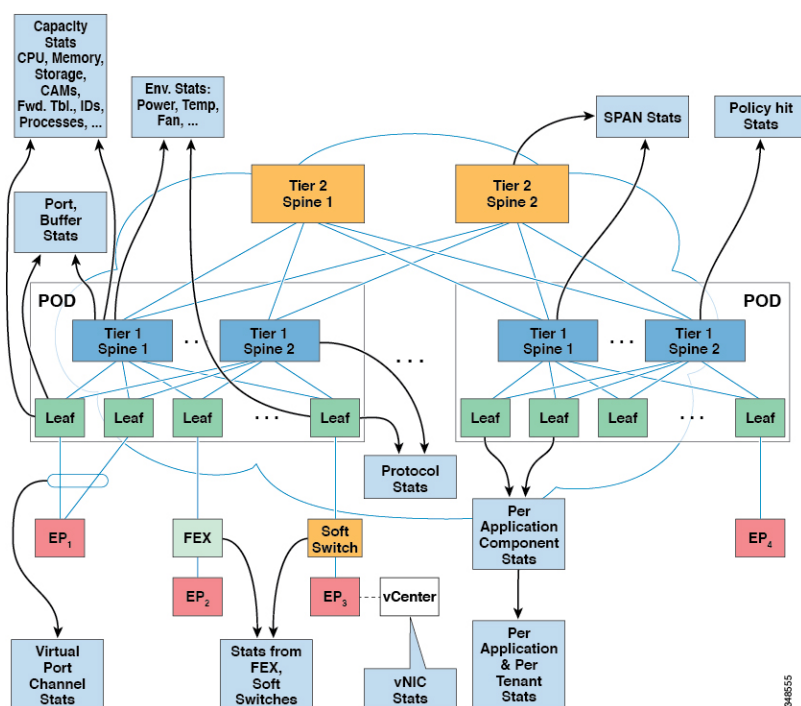 Capacity
Stats
CPU, Memory,
Storage,
CAMs,
Fwd. Tbl., IDs,
Processes, ...
Env. Stats:
Power, Temp,
Fan, ...
SPAN Stats
Policy hit
Stats
Port,
Buffer
Stats
Tier 2
Spine 1
Tier 2
Spine 2
POD
POD
Tier 1
Spine 1
...
Tier 1
Spine 2
...
Tier 1
Spine 1
...
Tier 1
Spine 2
Leaf
Leaf
Leaf
...
Leaf
Leaf
Leaf
Leaf
...
Leaf
Protocol
Stats
EP1
FEX
Soft
Switch
Per
Application
Component
Stats
EP4
EP2
EP3
vCenter
Virtual
Port
Channel
Stats
Stats from
FEX,
Soft
Switches
vNIC
Stats
Per
Application
& Per
Tenant
Stats
348555